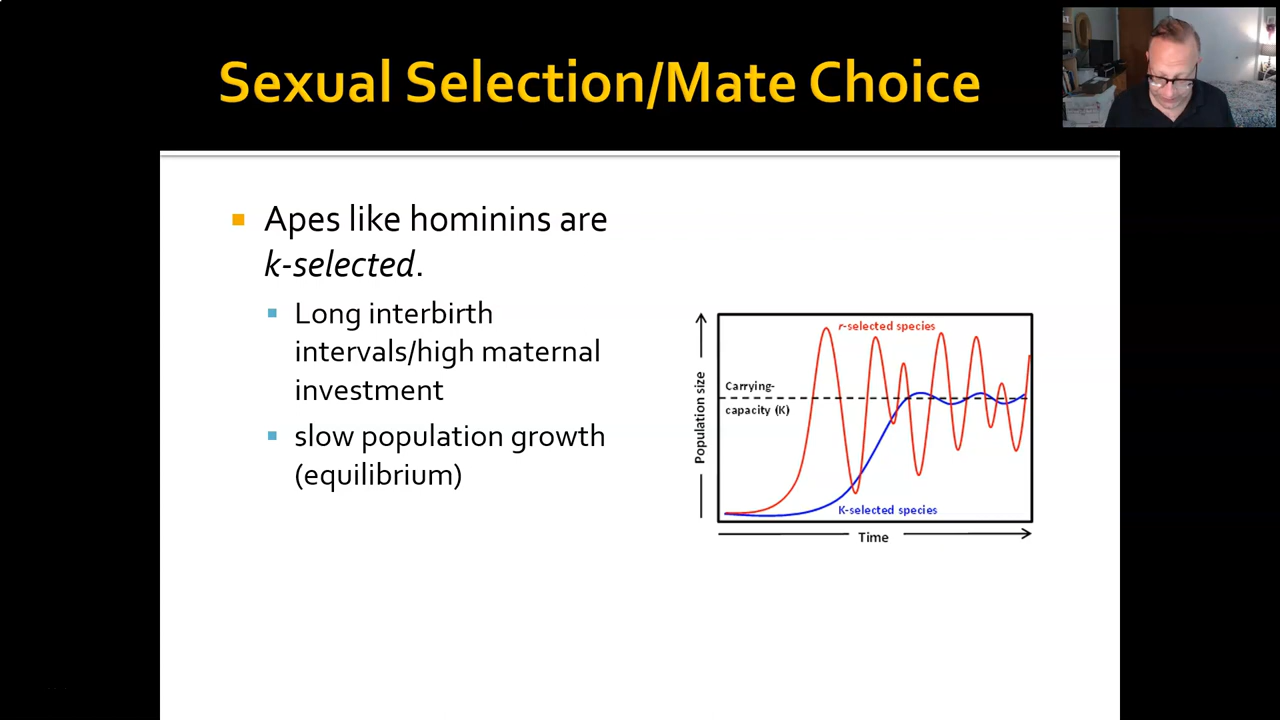 Sexual Selection/Mate Choice
Apes like hominins are
k-selected.
Long interbirth
intervals/high maternal
investment
slow population growth
(equilibrium)
r-selected species
Carrying-
capacity (K)
Population size
K-selected species
Time